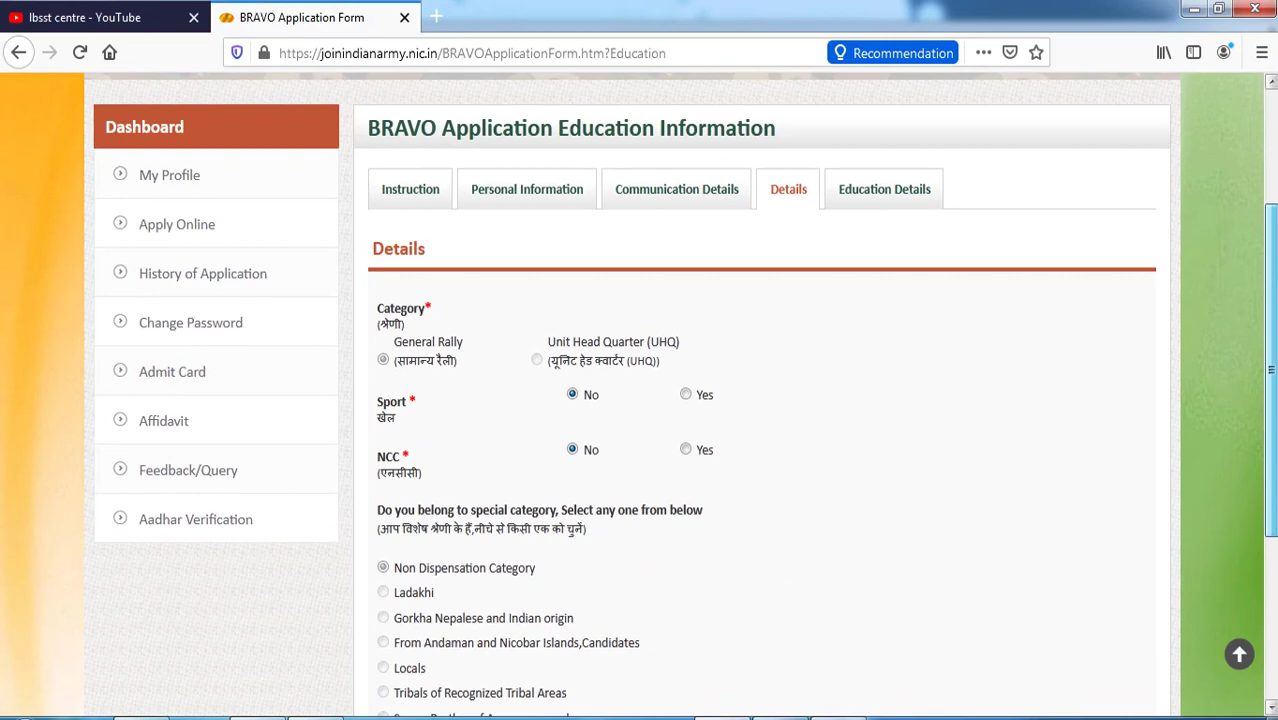 Ibsst centre - YouTube
BRAVO Application Form
https://joinindianarmy.nic.in/BRAVOApplicationForm.htm?Education
Recommendation
Dashboard
My Profile
Apply Online
History of Application
Change Password
Admit Card
Affidavit
Feedback/Query
Aadhar Verification
BRAVO Application Education Information
Instruction
Personal Information
Communication Details
Details
Education Details
Details
Category*
(श्रेणी)
General Rally
(सामान्य रैली)
Unit Head Quarter (UHQ)
(यूनिट हेड क्वार्टर (UHQ))
Sport *
खेल
No
Yes
NCC *
(एनसीसी)
No
Yes
Do you belong to special category, Select any one from below
(आप विशेष श्रेणी के हैं,नीचे से किसी एक को चुनें)
Non Dispensation Category
Ladakhi
Gorkha Nepalese and Indian origin
From Andaman and Nicobar Islands,Candidates
Locals
Tribals of Recognized Tribal Areas